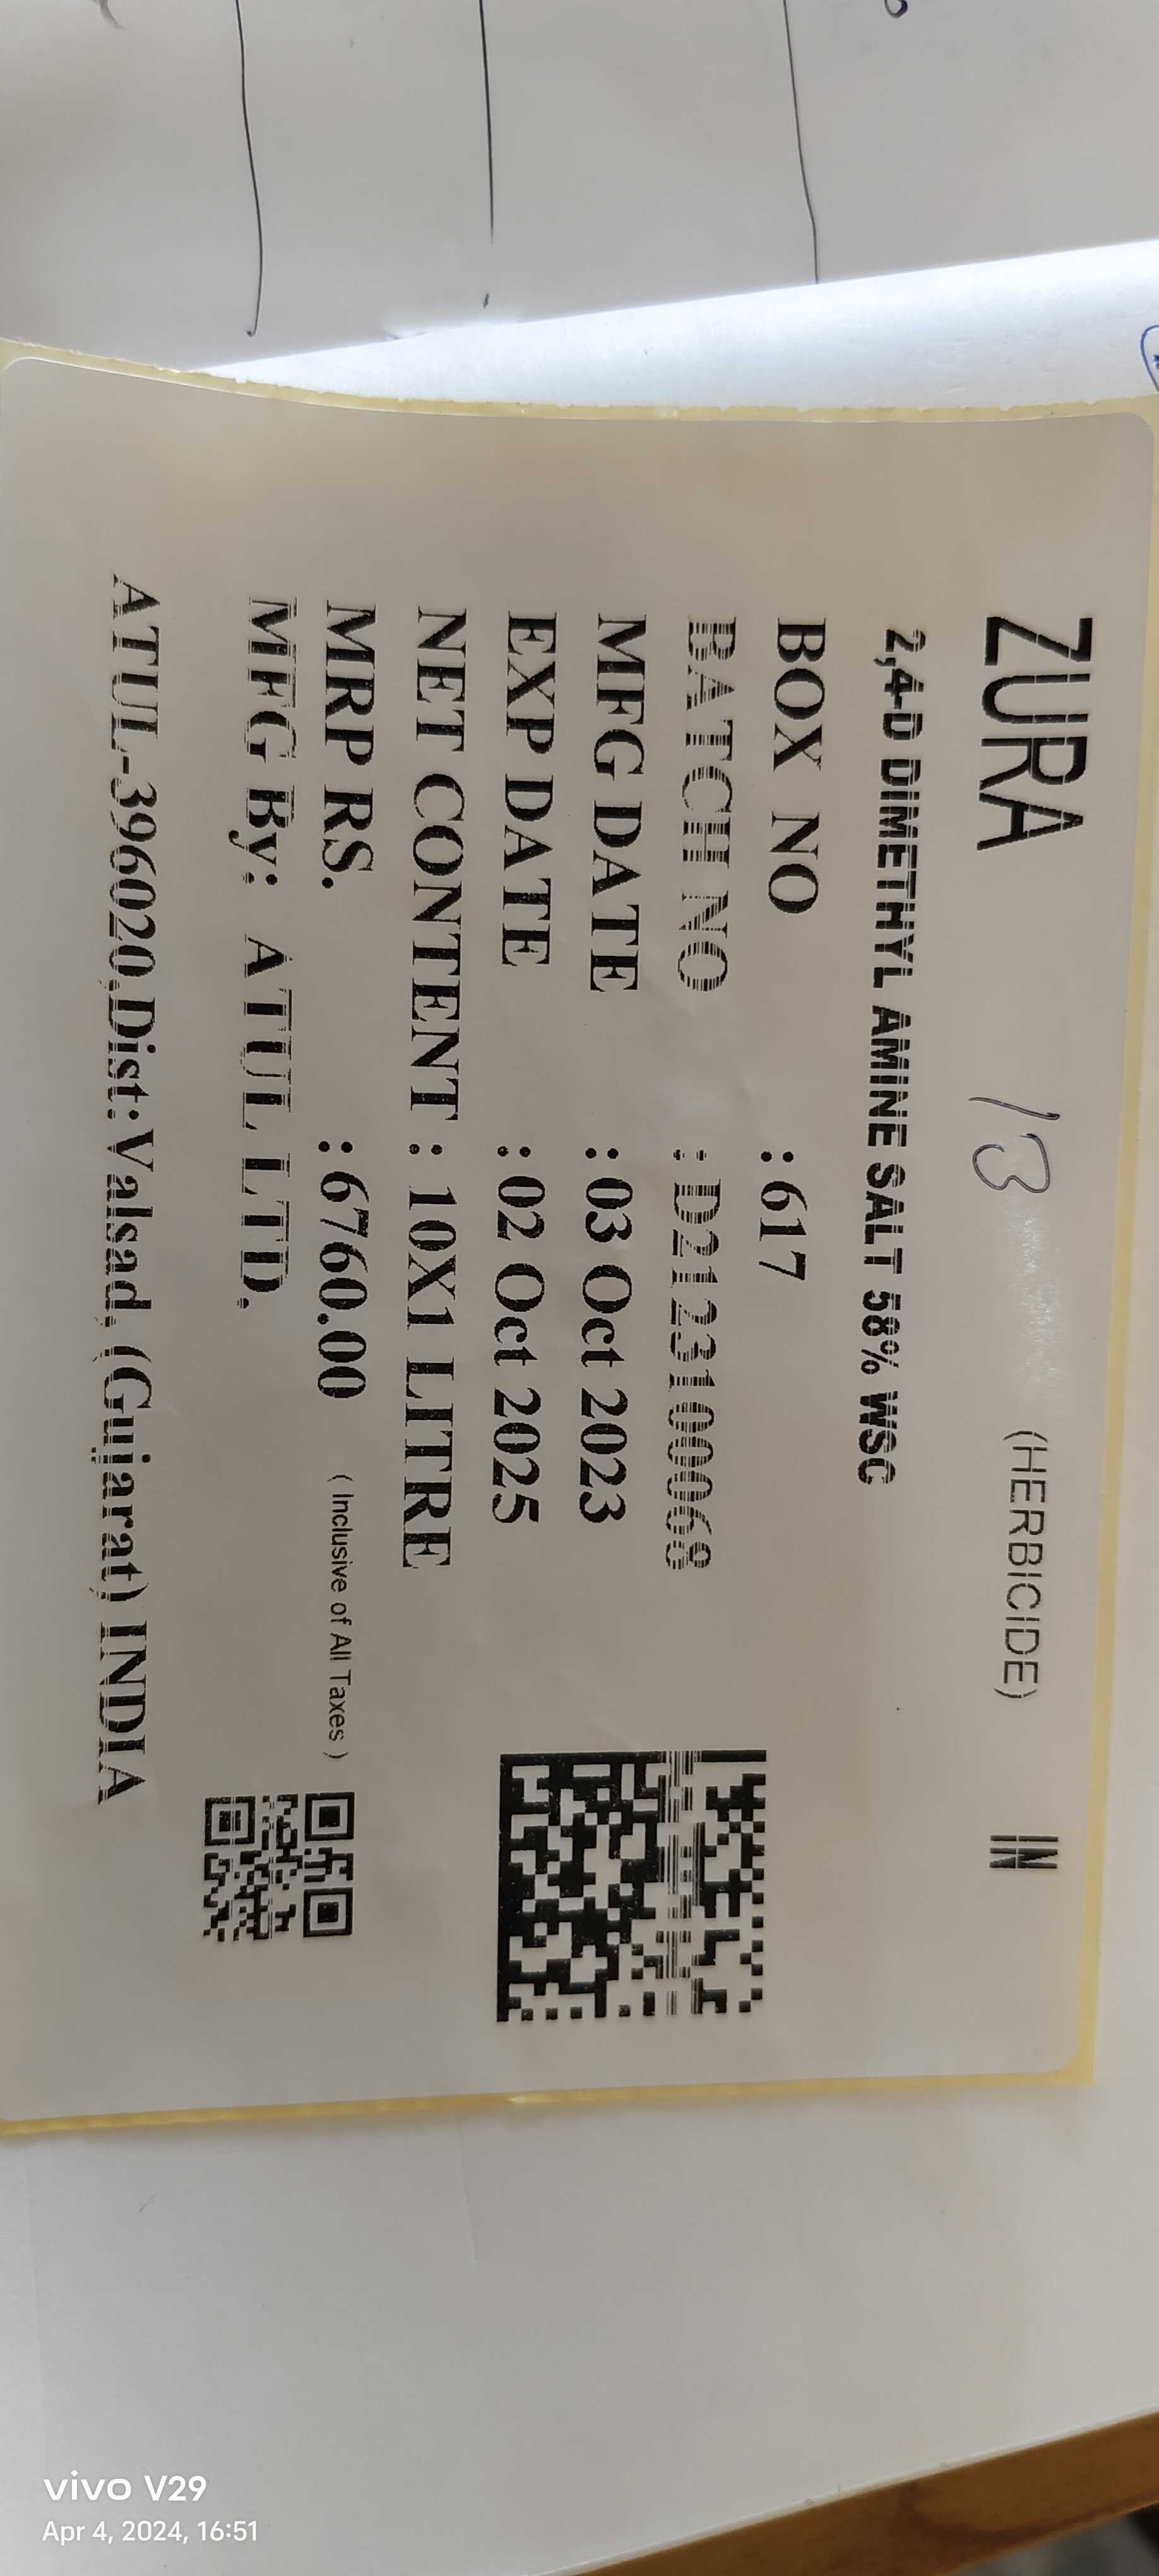 ZURA 13 (HERBICIDE) IN
2,4-D DIMETHYL AMINE SALT 58% WSC
BOX NO :617
BATCH NO : D2123100068
MFG DATE :03 Oct 2023
EXP DATE :02 Oct 2025
NET CONTENT : 10X1 LITRE
MRP RS. :6760.00 ( Inclusive of All Taxes )
MFG By: ATUL LTD.
ATUL-396020,Dist:Valsad, (Gujarat) INDIA
vivo V29
Apr 4, 2024, 16:51